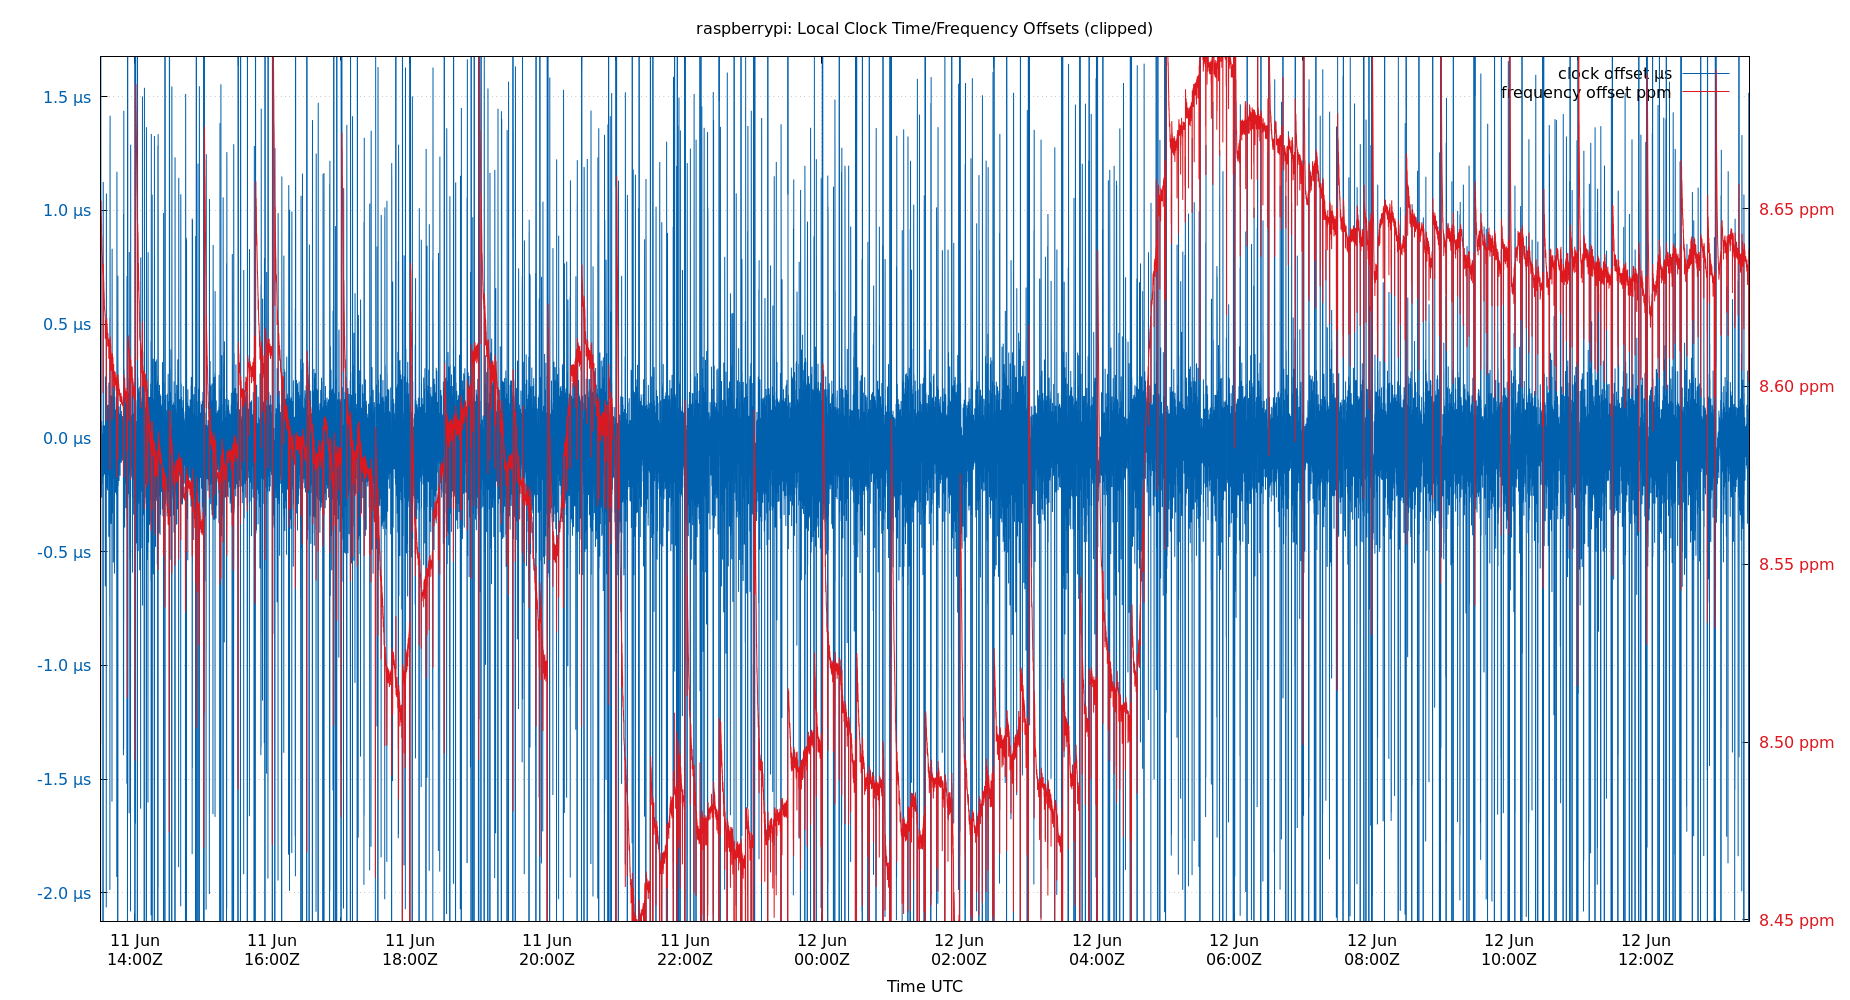 raspberrypi: Local Clock Time/Frequency Offsets (clipped)
clock offset µs
frequency offset ppm
1.5 µs
1.0 µs
0.5 µs
0.0 µs
-0.5 µs
-1.0 µs
-1.5 µs
-2.0 µs
8.65 ppm
8.60 ppm
8.55 ppm
8.50 ppm
8.45 ppm
11 Jun 11 Jun 11 Jun 11 Jun 11 Jun 12 Jun 12 Jun 12 Jun 12 Jun 12 Jun 12 Jun 12 Jun
14:00Z 16:00Z 18:00Z 20:00Z 22:00Z 00:00Z 02:00Z 04:00Z 06:00Z 08:00Z 10:00Z 12:00Z
Time UTC